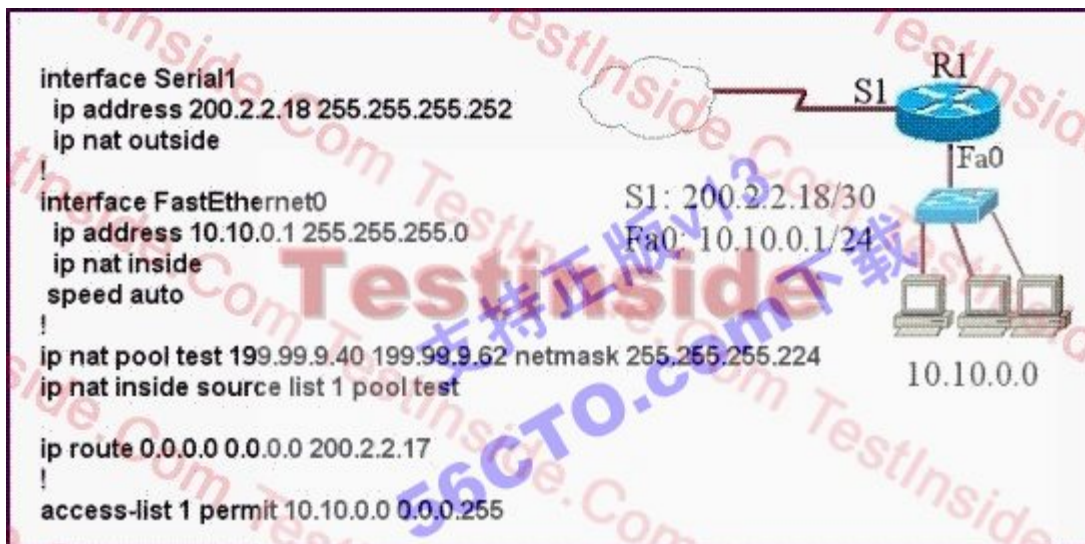 interface Serial1
ip address 200.2.2.18 255.255.255.252
ip nat outside
!
interface FastEthernet0
ip address 10.10.0.1 255.255.255.0
ip nat inside
speed auto
!
ip nat pool test 199.99.9.40 199.99.9.62 netmask 255.255.255.224
ip nat inside source list 1 pool test
ip route 0.0.0.0 0.0.0.0 200.2.2.17
!
access-list 1 permit 10.10.0.0 0.0.0.255
R1
S1
Fa0
S1: 200.2.2.18/30
Fa0: 10.10.0.1/24
10.10.0.0
TestInside
支持正版v13
56CTO.com下载
TestInside.Com TestInside.Com TestInside.Com